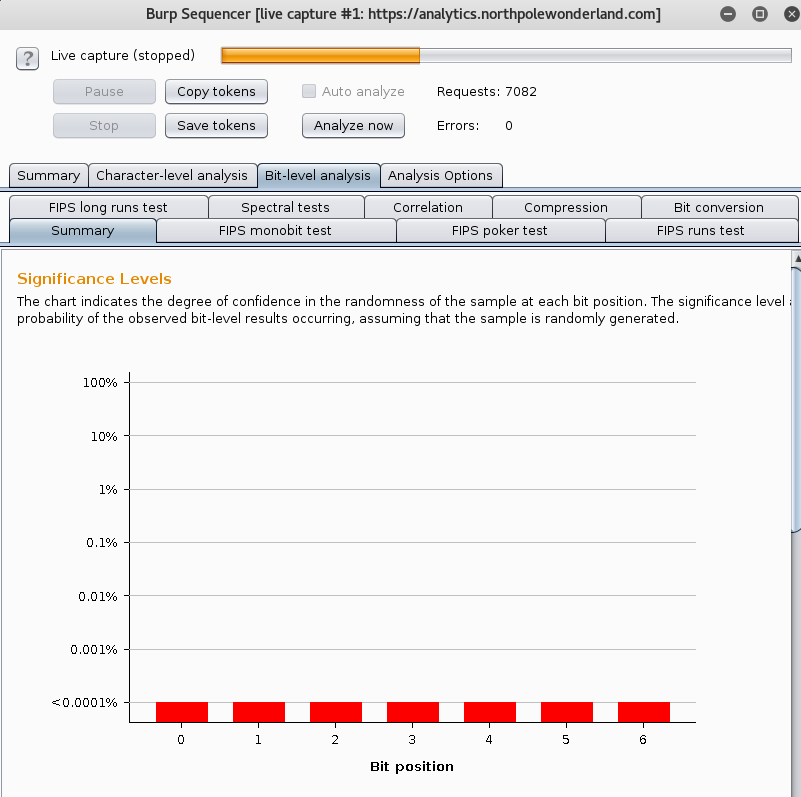 Burp Sequencer [live capture #1: https://analytics.northpolewonderland.com]
? Live capture (stopped)
Pause Copy tokens Auto analyze Requests: 7082
Stop Save tokens Analyze now Errors: 0
Summary Character-level analysis Bit-level analysis Analysis Options
FIPS long runs test Spectral tests Correlation Compression Bit conversion
Summary FIPS monobit test FIPS poker test FIPS runs test
Significance Levels
The chart indicates the degree of confidence in the randomness of the sample at each bit position. The significance level
probability of the observed bit-level results occurring, assuming that the sample is randomly generated.
100%
10%
1%
0.1%
0.01%
0.001%
<0.0001%
0 1 2 3 4 5 6
Bit position